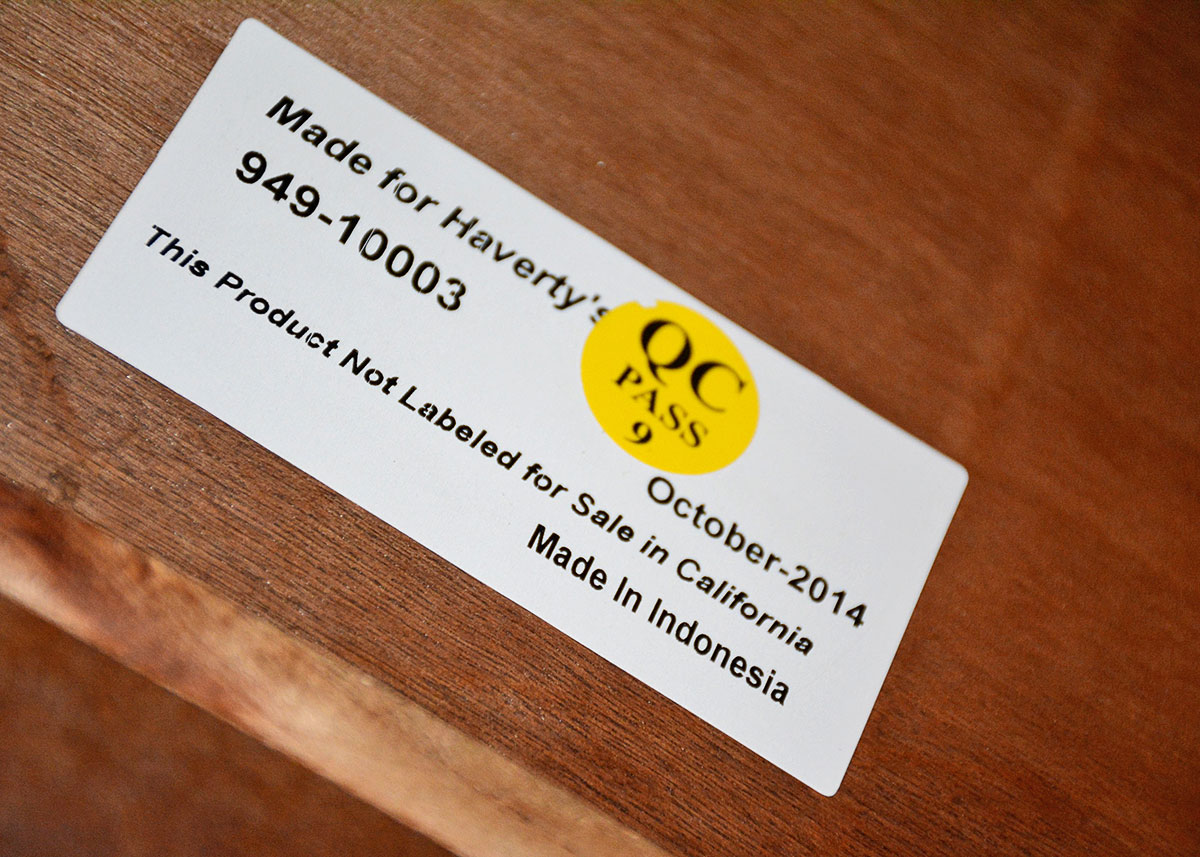 Made for Haverty's
949-10003
QC
PASS
9
October-2014
This Product Not Labeled for Sale in California
Made In Indonesia